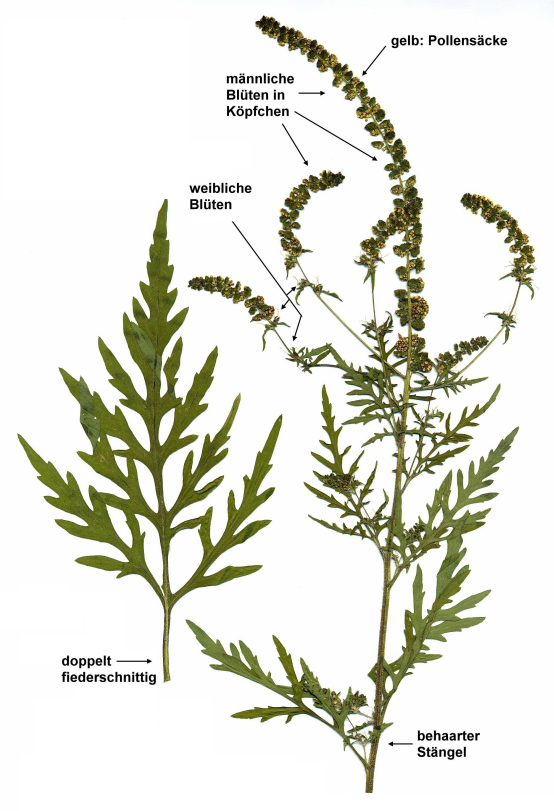 gelb: Pollensäcke
männliche
Blüten in
Köpfchen
weibliche
Blüten
doppelt
fiederschnittig
behaarter
Stängel